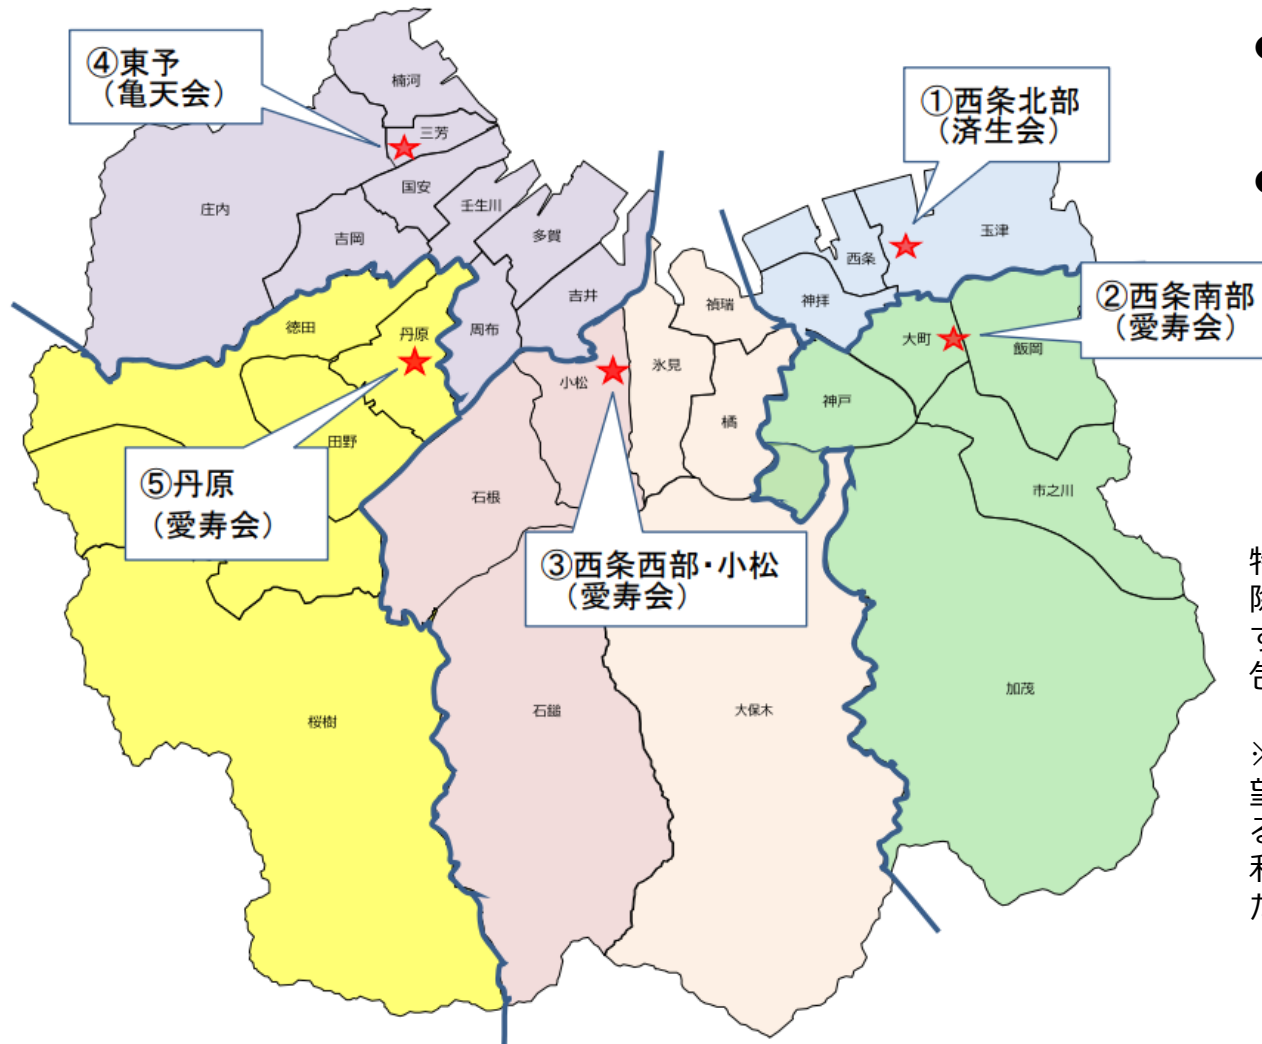 ④東予
（亀天会）
①西条北部
（済生会）
②西条南部
（愛寿会）
⑤丹原
（愛寿会）
③西条西部・小松
（愛寿会）
楠河
三芳
国安
庄内
壬生川
吉岡
多賀
吉井
周布
徳田
丹原
田野
桜樹
小松
石根
石鎚
氷見
禎瑞
橘
大保木
西条
玉津
神拝
大町
飯岡
神戸
市之川
加茂
す
※
望
る
た